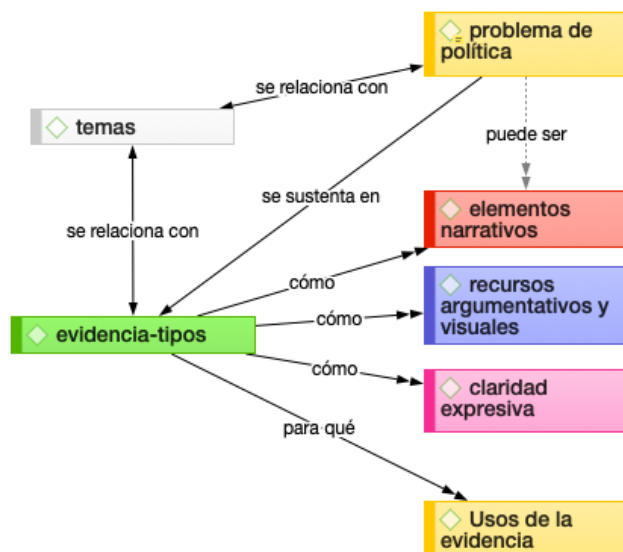 problema de
política
se relaciona con
temas
puede ser
se sustenta en
elementos
narrativos
se relaciona con
cómo
recursos
argumentativos y
visuales
cómo
evidencia-tipos
cómo
claridad
expresiva
para qué
Usos de la
evidencia